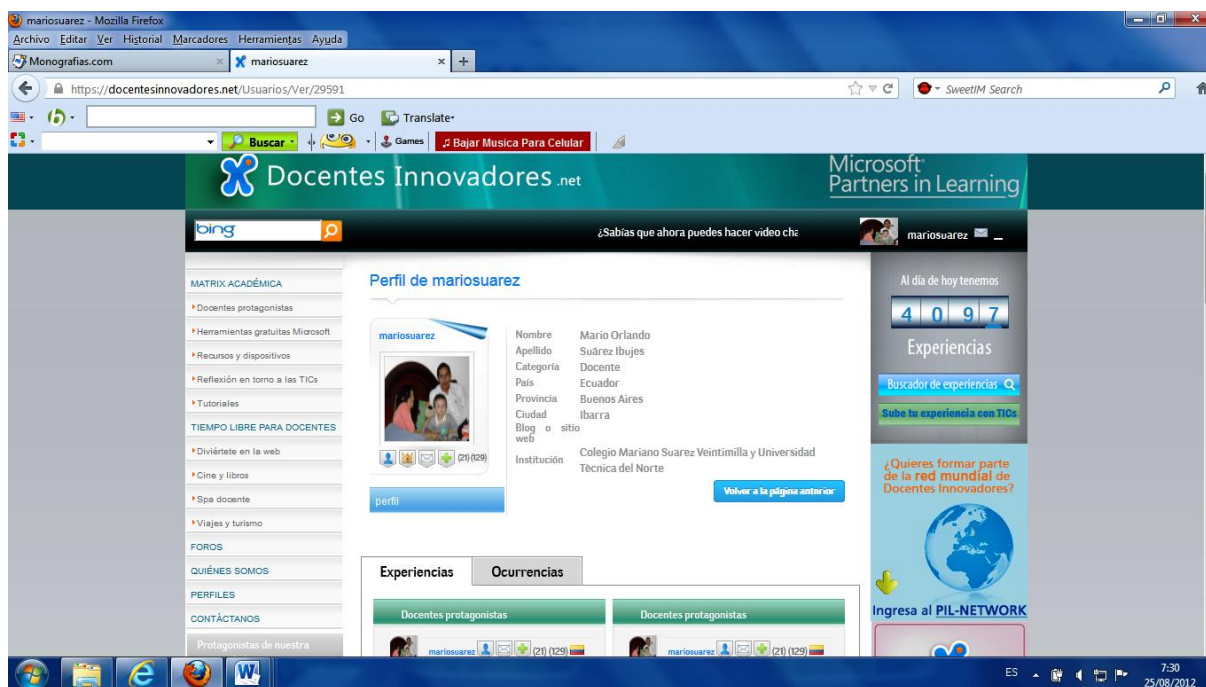 mariosuarez - Mozilla Firefox
Archivo Editar Ver Historial Marcadores Herramientas Ayuda
Monografias.com × mariosuarez × +
https://docentesinnovadores.net/Usuarios/Ver/29591 SweetIM Search
Go Translate
Buscar Games Bajar Musica Para Celular
Docentes Innovadores .net
Microsoft®
Partners in Learning
bing
¿Sabías que ahora puedes hacer video cha
mariosuarez
MATRIX ACADÉMICA
Docentes protagonistas
Herramientas gratuitas Microsoft
Recursos y dispositivos
Reflexión en torno a las TICs
Tutoriales
TIEMPO LIBRE PARA DOCENTES
Diviértete en la web
Cine y libros
Spa docente
Viajes y turismo
FOROS
QUIÉNES SOMOS
PERFILES
CONTÁCTANOS
Protagonistas de nuestra
Perfil de mariosuarez
mariosuarez
(21) (129)
perfil
Nombre Mario Orlando
Apellido Suárez Ibujes
Categoría Docente
País Ecuador
Provincia Buenos Aires
Ciudad Ibarra
Blog o sitio
web
Institución Colegio Mariano Suarez Veintimilla y Universidad
Técnica del Norte
Volver a la página anterior
Experiencias Ocurrencias
Docentes protagonistas Docentes protagonistas
mariosuarez (21) (129) mariosuarez (21) (129)
Al día de hoy tenemos
4 0 9 7
Experiencias
Buscador de experiencias
Sube tu experiencia con TICs
¿Quieres formar parte
de la red mundial de
Docentes Innovadores?
Ingresa al PIL-NETWORK
ES 7:30
25/08/2012